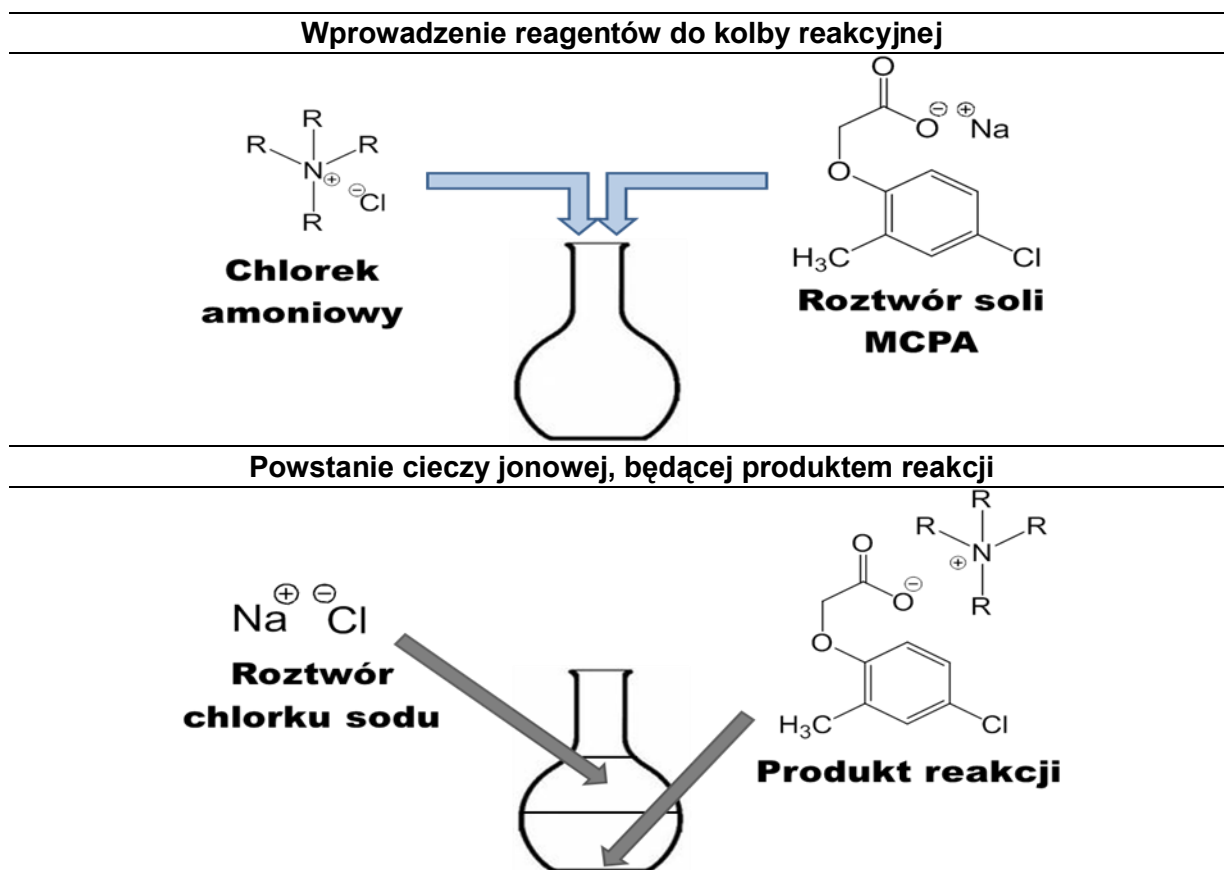 Wprowadzenie reagentów do kolby reakcyjnej
O
R
R
R
N
⊕
⊖
Cl
R
O
⊖
⊕
Na
O
H₃C
Cl
Chlorek
amoniowy
Roztwór soli
MCPA
Powstanie cieczy jonowej, będącej produktem reakcji
R
R
R
N
⊕
R
O
O
⊖
O
H₃C
Cl
Na
⊕
⊖
Cl
Roztwór
chlorku sodu
Produkt reakcji